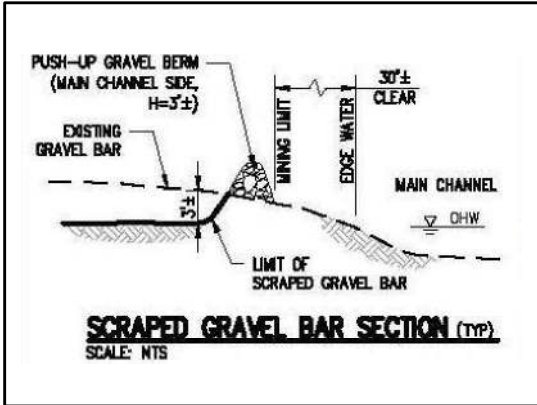 PUSH-UP GRAVEL BERM
(MAIN CHANNEL SIDE,
H=3'±)
EXISTING
GRAVEL BAR
MINING LIMIT
EDGE WATER
30'±
CLEAR
MAIN CHANNEL
OHW
3'±
LIMIT OF
SCRAPED GRAVEL BAR
SCRAPED GRAVEL BAR SECTION (TYP)
SCALE: NTS